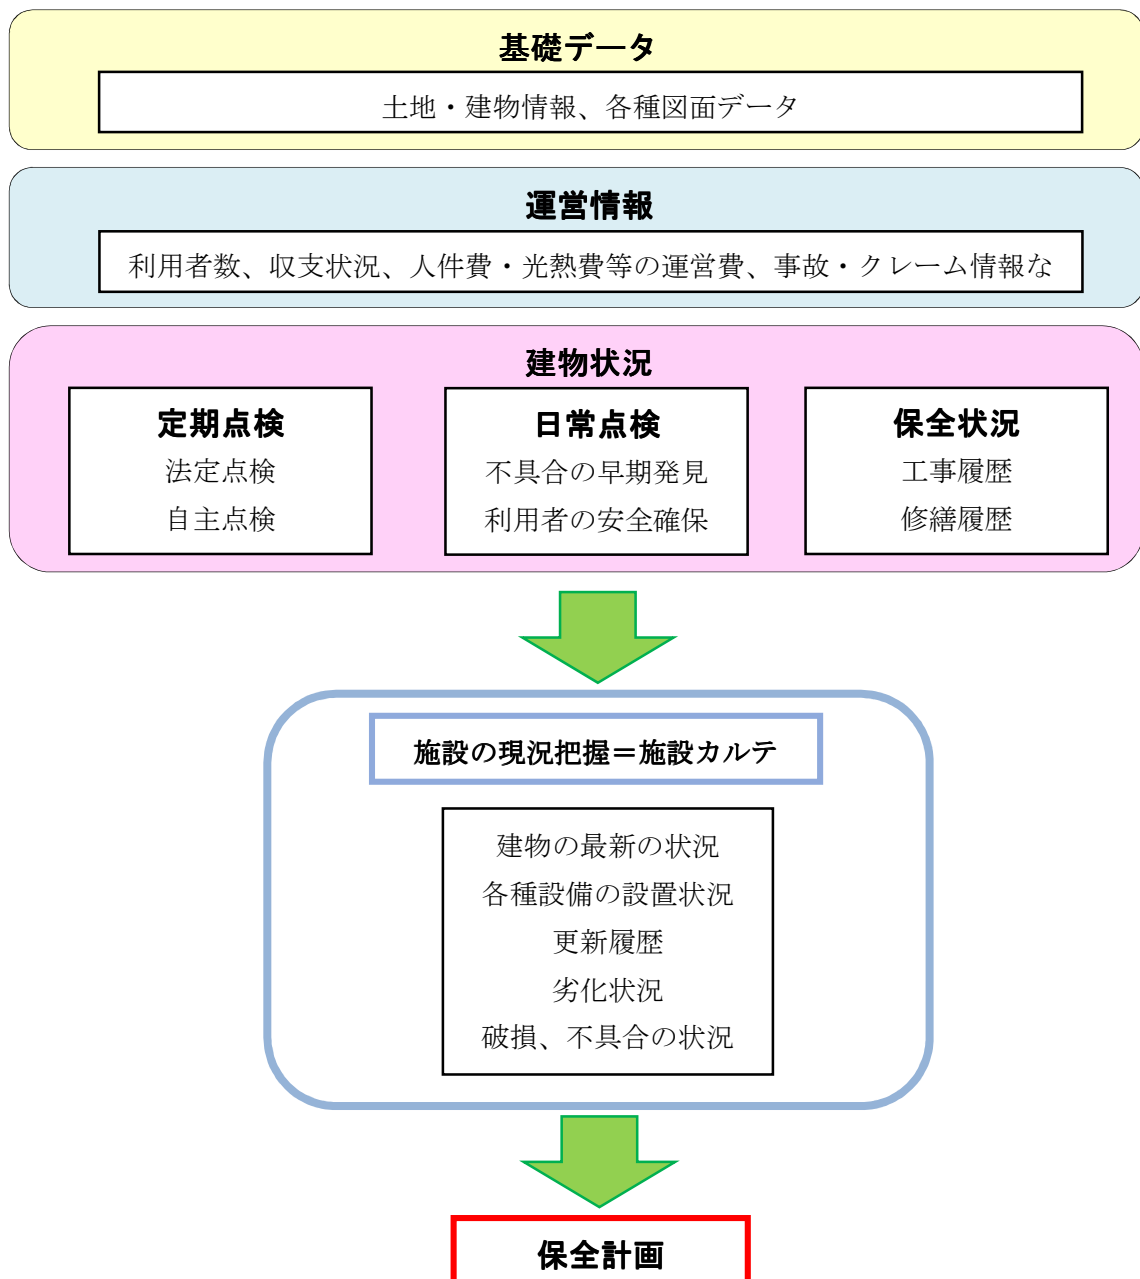 基礎データ
土地・建物情報、各種図面データ
運営情報
利用者数、収支状況、人件費・光熱費等の運営費、事故・クレーム情報な
建物状況
定期点検
法定点検
自主点検
日常点検
不具合の早期発見
利用者の安全確保
保全状況
工事履歴
修繕履歴
施設の現況把握＝施設カルテ
建物の最新の状況
各種設備の設置状況
更新履歴
劣化状況
破損、不具合の状況
保全計画